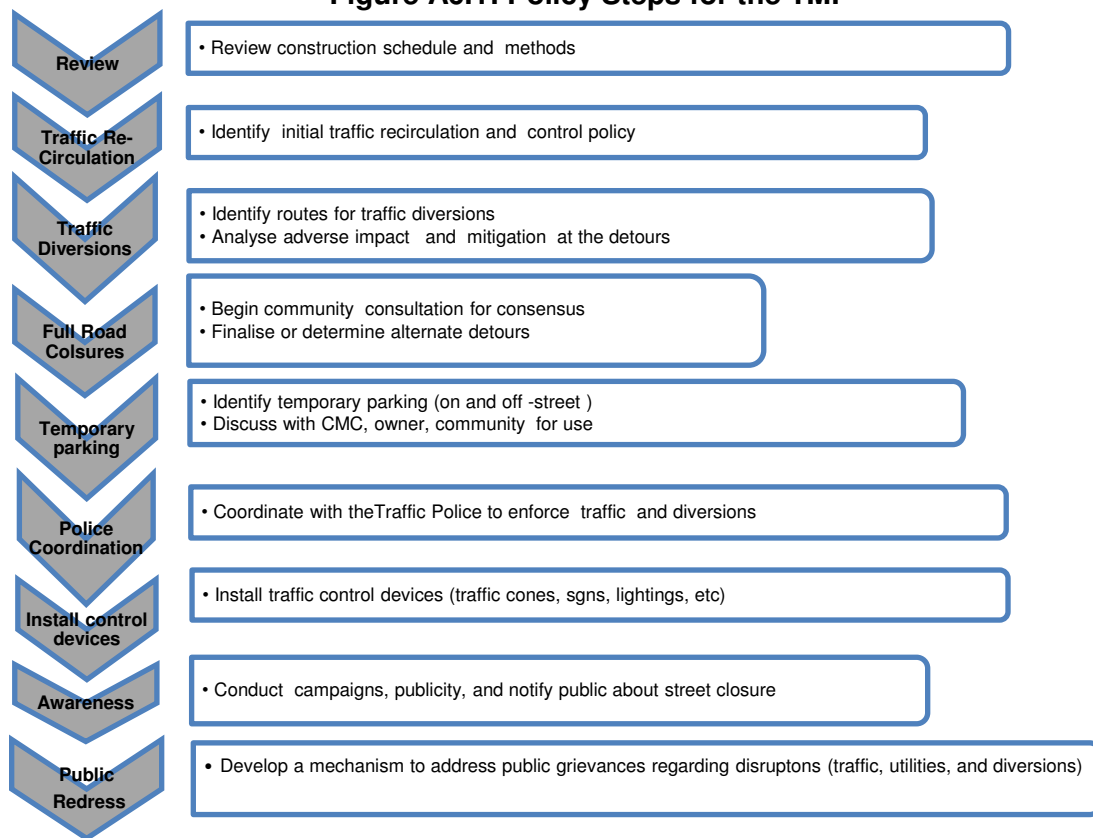 Policy Steps for the
Review
• Review construction schedule and methods
Traffic Re-
Circulation
• Identify initial traffic recirculation and control policy
Traffic
Diversions
• Identify routes for traffic diversions
• Analyse adverse impact and mitigation at the detours
Full Road
Colsures
• Begin community consultation for consensus
• Finalise or determine alternate detours
Temporary
parking
• Identify temporary parking (on and off -street )
• Discuss with CMC, owner, community for use
Police
Coordination
• Coordinate with theTraffic Police to enforce traffic and diversions
Install control
devices
• Install traffic control devices (traffic cones, sgns, lightings, etc)
Awareness
• Conduct campaigns, publicity, and notify public about street closure
Public
Redress
• Develop a mechanism to address public grievances regarding disruptons (traffic, utilities, and diversions)